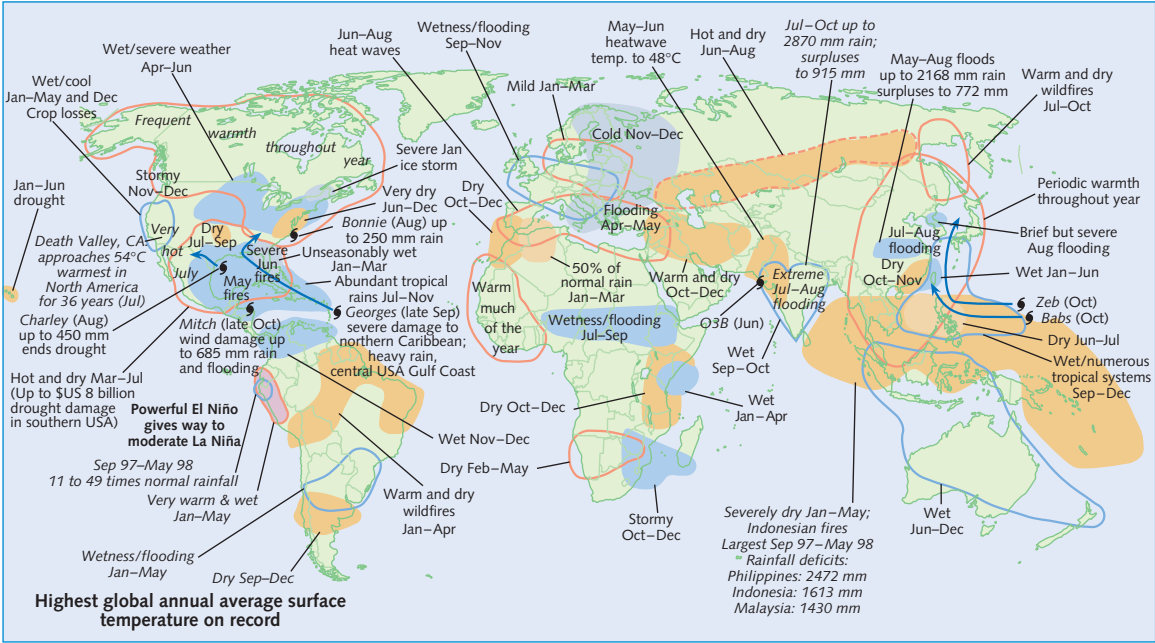 Wet/severe weather
Apr–Jun
Wet/cool
Jan–May and Dec
Crop losses
Jun–Aug
heat waves
Wetness/flooding
Sep–Nov
May–Jun
heatwave
temp. to 48°C
Hot and dry
Jun–Aug
Jul–Oct up to
2870 mm rain;
surpluses
to 915 mm
May–Aug floods
up to 2168 mm rain
surpluses to 772 mm
Warm and dry
wildfires
Jul–Oct
Mild Jan–Mar
Cold Nov–Dec
Frequent
warmth
throughout
year
Severe Jan
ice storm
Stormy
Nov–Dec
Jan–Jun
drought
Very dry
Jun–Dec
Bonnie (Aug) up
to 250 mm rain
Dry
Oct–Dec
Flooding
Apr–May
Periodic warmth
throughout year
Very
hot
July
Dry
Jul–Sep
Severe
Jun
fires
May
fires
Unseasonably wet
Jan–Mar
Jul–Aug
flooding
Brief but severe
Aug flooding
Death Valley, CA
approaches 54°C
warmest in
North America
for 36 years (Jul)
Abundant tropical
rains Jul–Nov
50% of
normal rain
Jan–Mar
Warm and dry
Oct–Dec
Extreme
Jul–Aug
flooding
Dry
Oct–Nov
Wet Jan–Jun
Warm
much
of the
year
Georges (late Sep)
severe damage to
northern Caribbean;
heavy rain,
central USA Gulf Coast
Zeb (Oct)
Babs (Oct)
Charley (Aug)
up to 450 mm
ends drought
Mitch (late Oct)
wind damage up
to 685 mm rain
and flooding
Wetness/flooding
Jul–Sep
O3B (Jun)
Dry Jun–Jul
Wet
Sep–Oct
Wet/numerous
tropical systems
Sep–Dec
Hot and dry Mar–Jul
(Up to $US 8 billion
drought damage
in southern USA)
Powerful El Niño
gives way to
moderate La Niña
Dry Oct–Dec
Wet
Jan–Apr
Wet Nov–Dec
Sep 97–May 98
11 to 49 times normal rainfall
Dry Feb–May
Very warm & wet
Jan–May
Warm and dry
wildfires
Jan–Apr
Stormy
Oct–Dec
Severely dry Jan–May;
Indonesian fires
Largest Sep 97–May 98
Rainfall deficits:
Philippines: 2472 mm
Indonesia: 1613 mm
Malaysia: 1430 mm
Wet
Jun–Dec
Wetness/flooding
Jan–May
Dry Sep–Dec
Highest global annual average surface
temperature on record